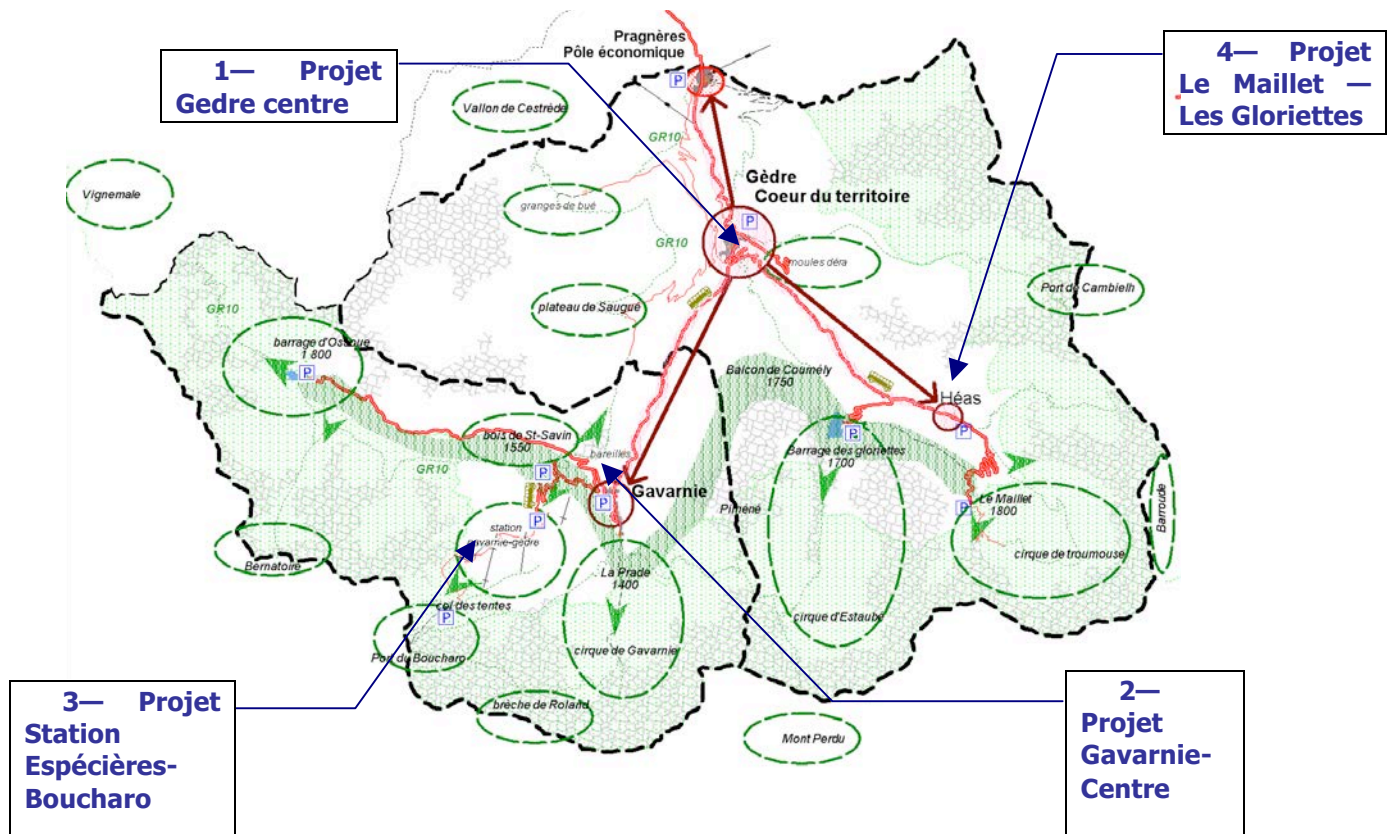 Pragnères
Pôle économique
P
1— Projet
Gedre centre
4— Projet
Le Maillet —
Les Gloriettes
Vallon de Cestrède
GR10
Vignemale
granges de bué
Gèdre
Coeur du territoire
P
GR10
moules déra
Port de Cambielh
plateau de Saugué
GR10
barrage d'Ossoue
1 800
P
Balcon de Coumély
1750
Héas
bois de St-Savin
1550
bareilles
P
P
GR10
P
Barrage des gloriettes
1700
Gavarnie
P
Piméné
Le Maillet
1800
P
Barroude
P
station
gavarnie-gèdre
cirque de troumouse
Bernatoire
La Prade
1400
col des tentes
P
cirque d'Estaubé
Port du Boucharo
cirque de Gavarnie
3— Projet
Station
Espécières-
Boucharo
brèche de Roland
Mont Perdu
2—
Projet
Gavarnie-
Centre